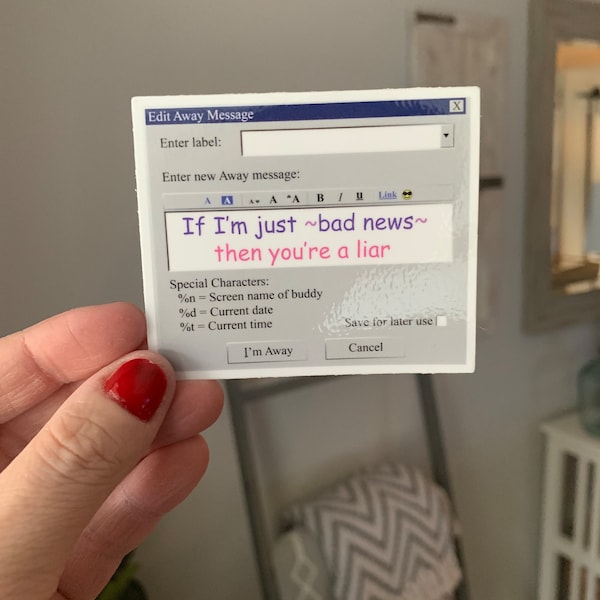 Edit Away Message X
Enter label:
Enter new Away message:
A A A▾ A ▴A B I u Link
If I'm just ~bad news~
then you're a liar
Special Characters:
%n = Screen name of buddy
%d = Current date
%t = Current time
Save for later use
I'm Away Cancel